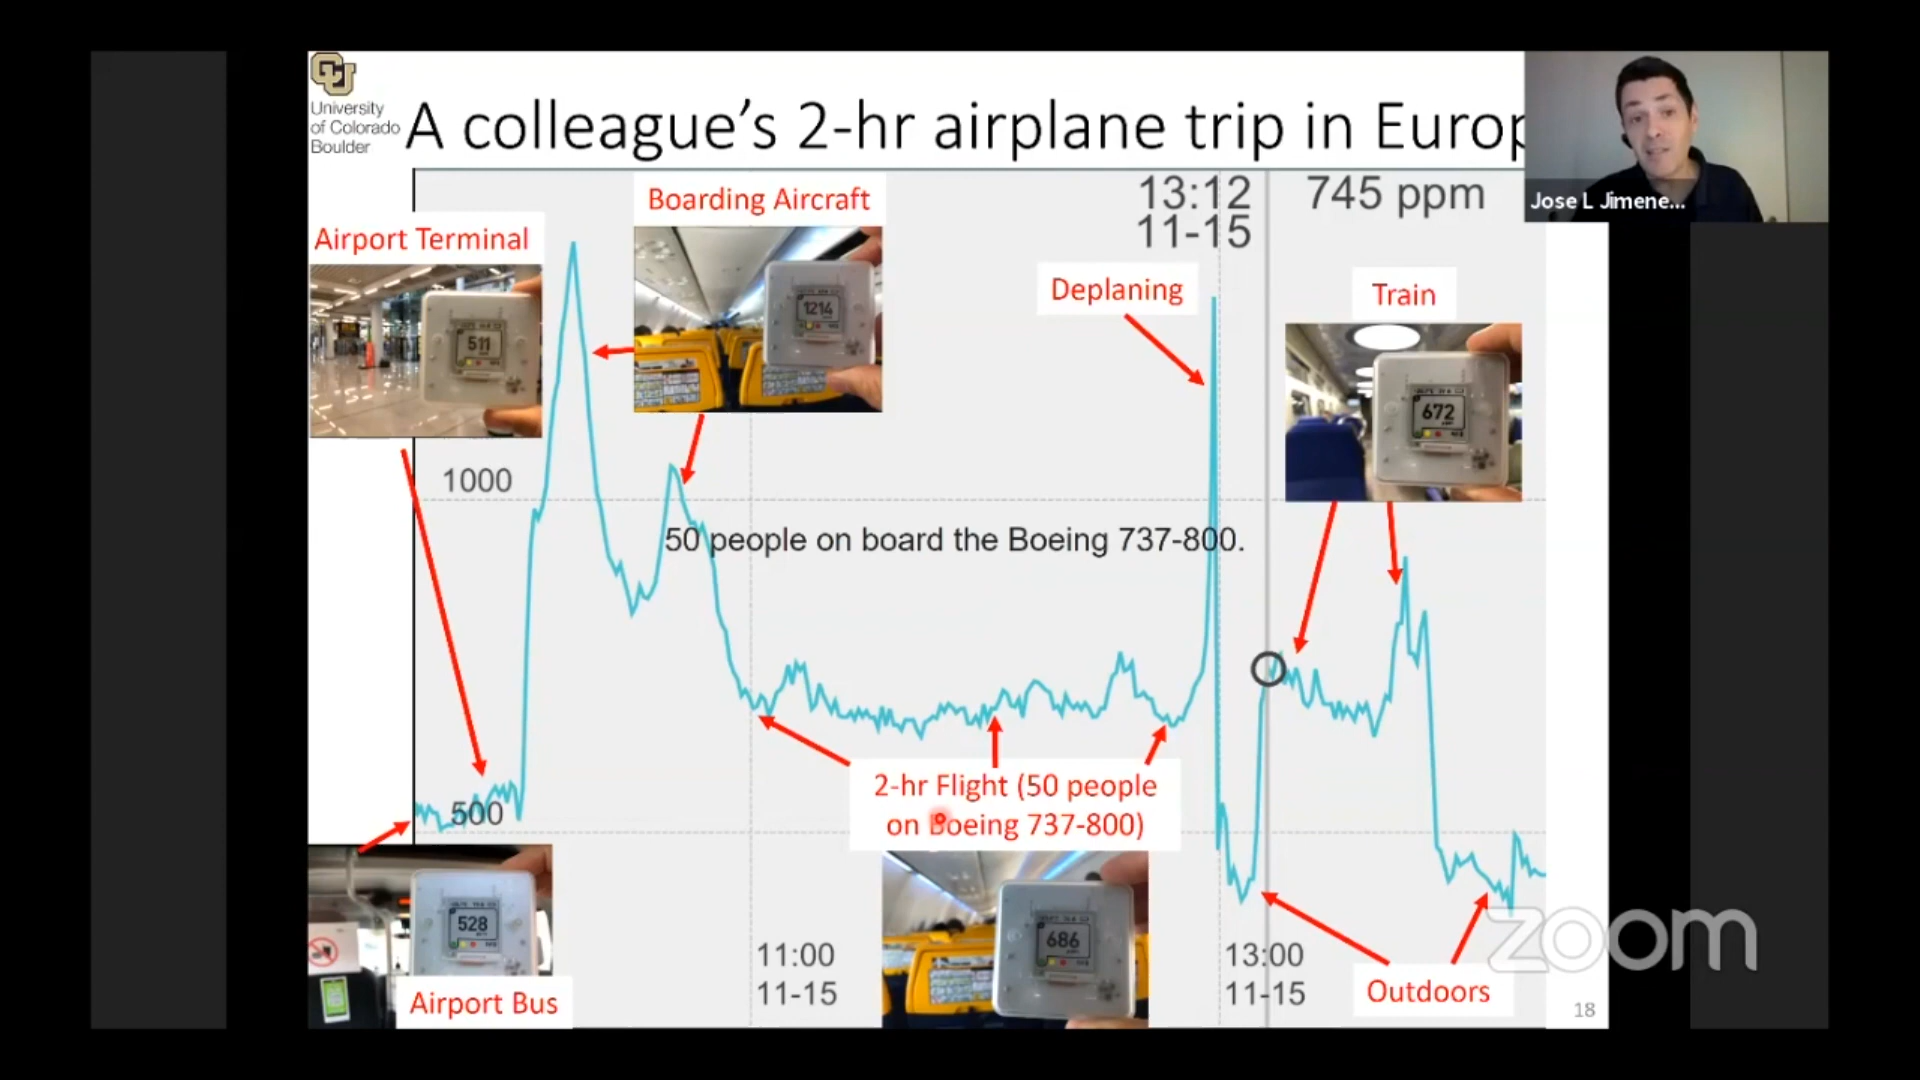 University
of Colorado
Boulder
A colleague's 2-hr airplane trip in Europ
Jose L Jimene...
13:12
11-15
745 ppm
Boarding Aircraft
Airport Terminal
Deplaning
Train
511
1214
672
1000
50 people on board the Boeing 737-800.
500
2-hr Flight (50 people
on Boeing 737-800)
528
686
11:00
11-15
13:00
11-15
Airport Bus
Outdoors
zoom
18